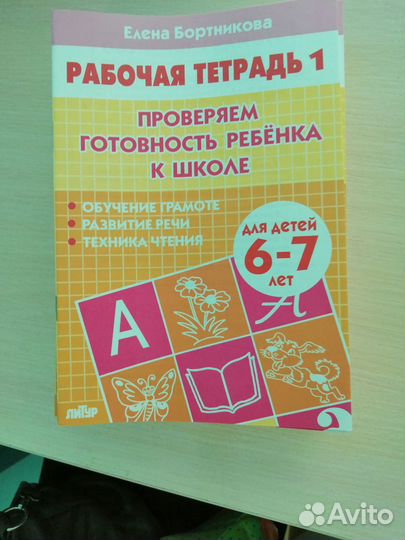 Елена Бортникова
РАБОЧАЯ ТЕТРАДЬ 1
ПРОВЕРЯЕМ
ГОТОВНОСТЬ РЕБЁНКА
К ШКОЛЕ
• ОБУЧЕНИЕ ГРАМОТЕ
• РАЗВИТИЕ РЕЧИ
• ТЕХНИКА ЧТЕНИЯ
для детей
6-7
лет
А
А
ЛИТУР
Avito